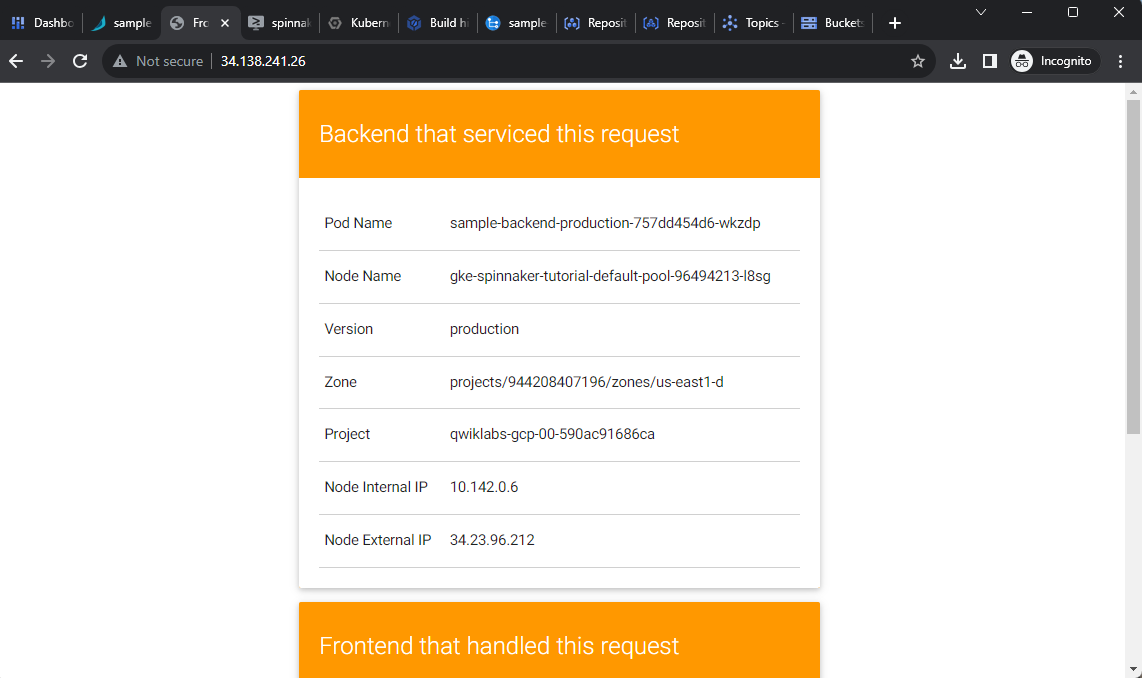 Dashbo
sample
Fro
spinnak
Kubern
Build hi
sample
Reposit
Reposit
Topics -
Buckets
Not secure
34.138.241.26
Incognito
Backend that serviced this request
Pod Name sample-backend-production-757dd454d6-wkzdp
Node Name gke-spinnaker-tutorial-default-pool-96494213-l8sg
Version production
Zone projects/944208407196/zones/us-east1-d
Project qwiklabs-gcp-00-590ac91686ca
Node Internal IP 10.142.0.6
Node External IP 34.23.96.212
Frontend that handled this request